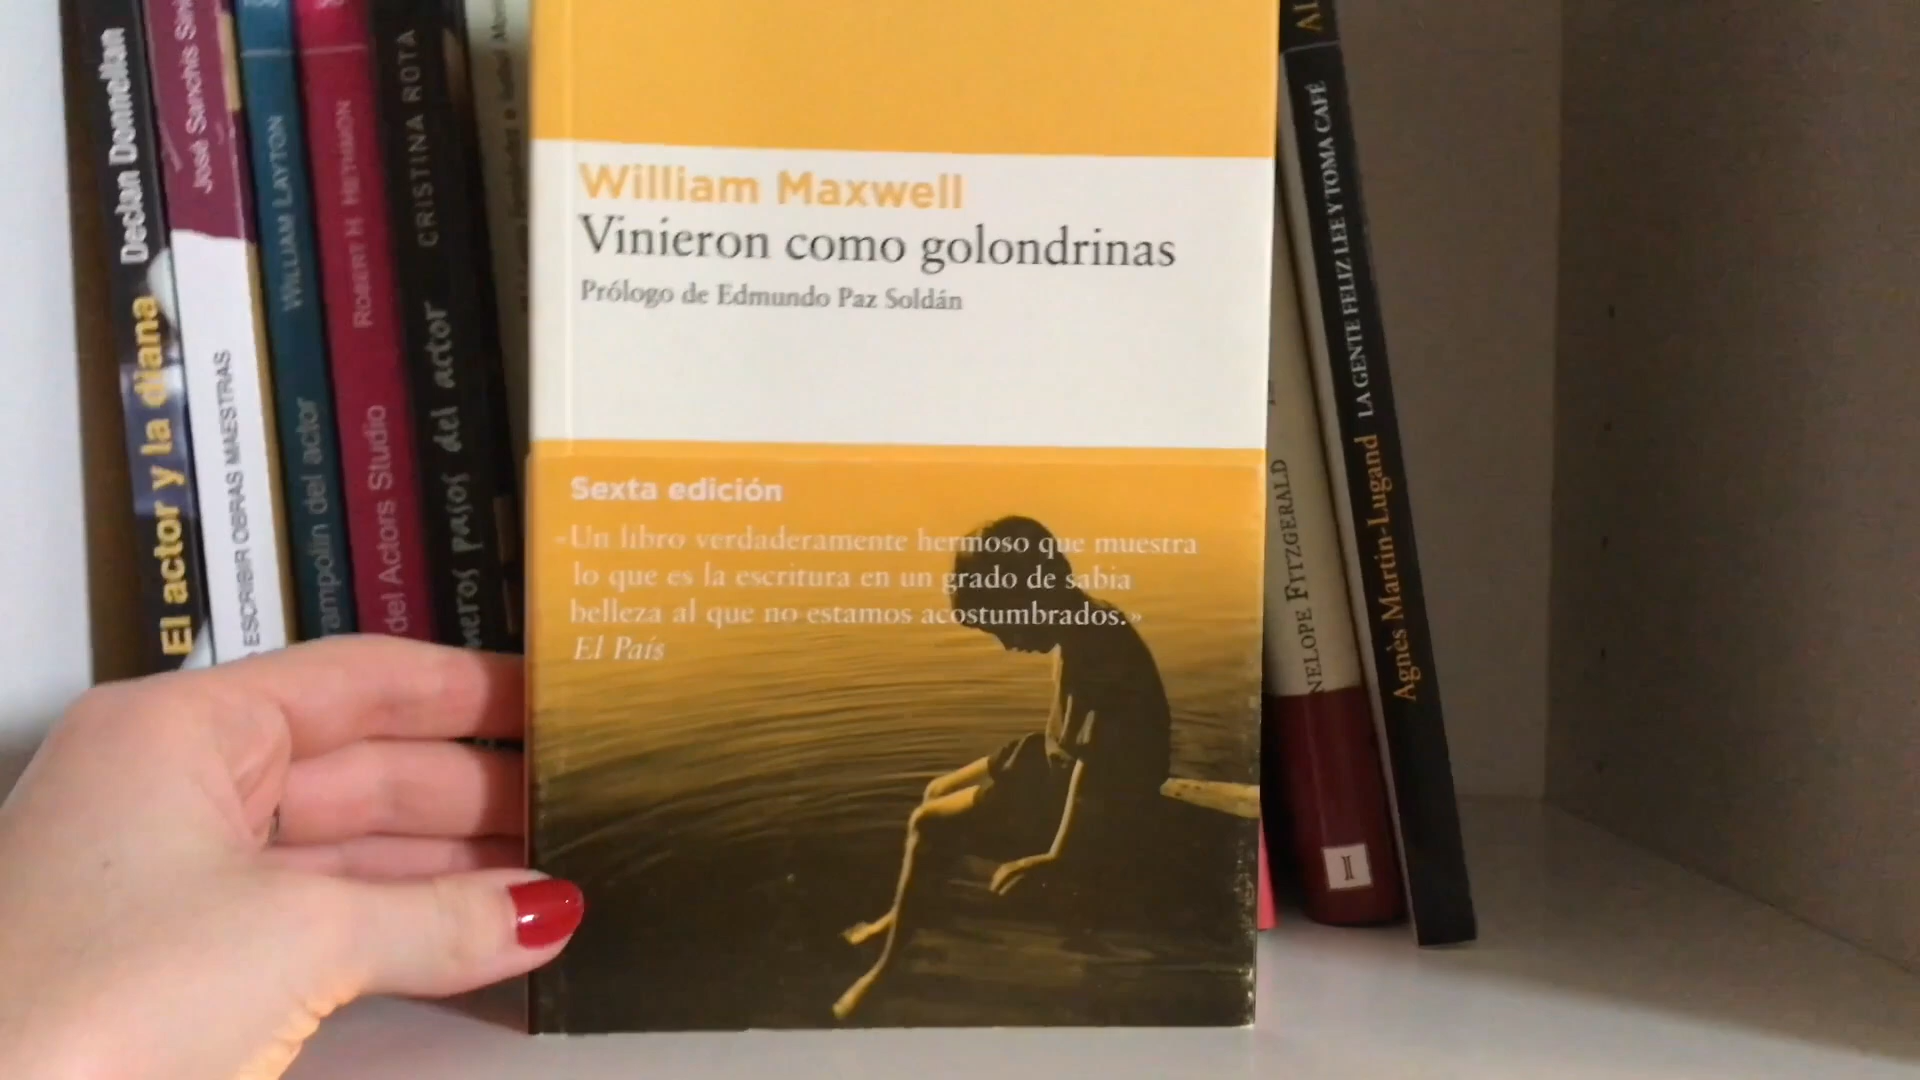 Declan Donnellan
El actor y la diana
José Sanchis
ESCRIBIR OBRAS MAESTRAS
WILLIAM LAYTON
del actor
ROBERT H. HETHMON
del Actors Studio
CRISTINA ROTA
pasos del actor
William Maxwell
Vinieron como golondrinas
Prólogo de Edmundo Paz Soldán
Sexta edición
«Un libro verdaderamente hermoso que muestra
lo que es la escritura en un grado de sabia
belleza al que no estamos acostumbrados.»
El País
NELOPE FITZGERALD
I
Agnès Martin-Lugand LA GENTE FELIZ LEE Y TOMA CAFÉ